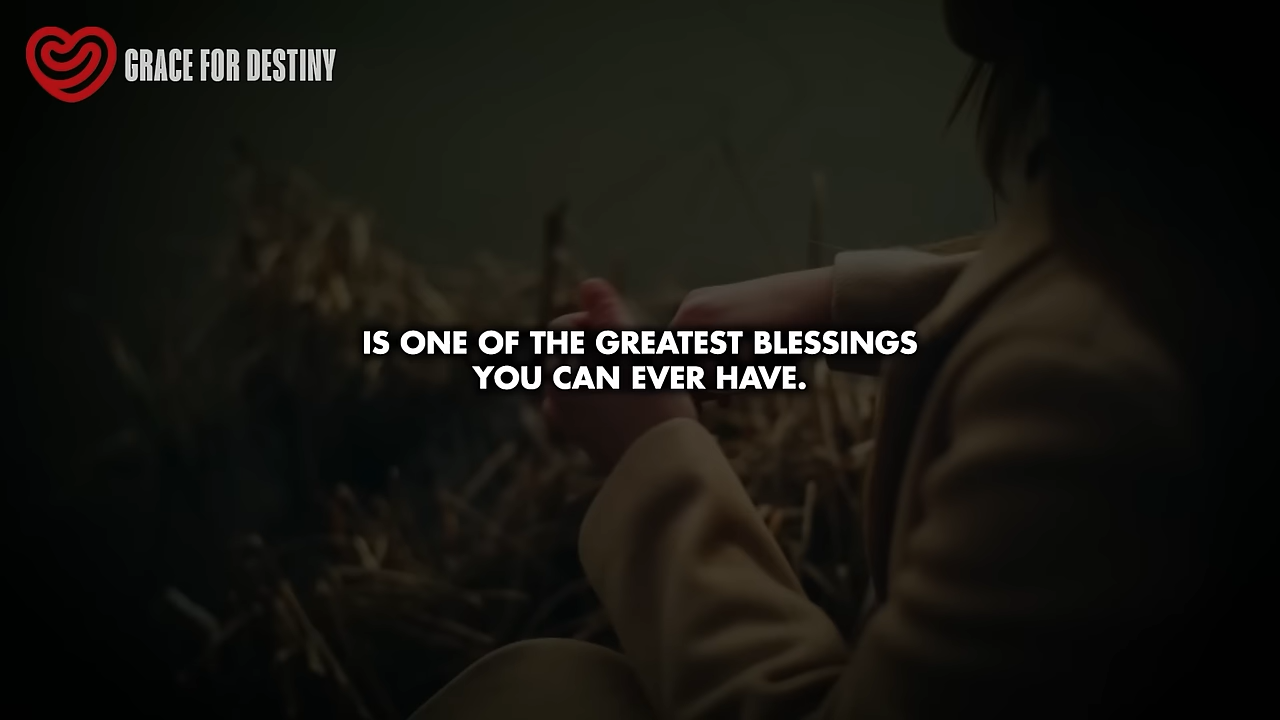 GRACE FOR DESTINY
IS ONE OF THE GREATEST BLESSINGS
YOU CAN EVER HAVE.